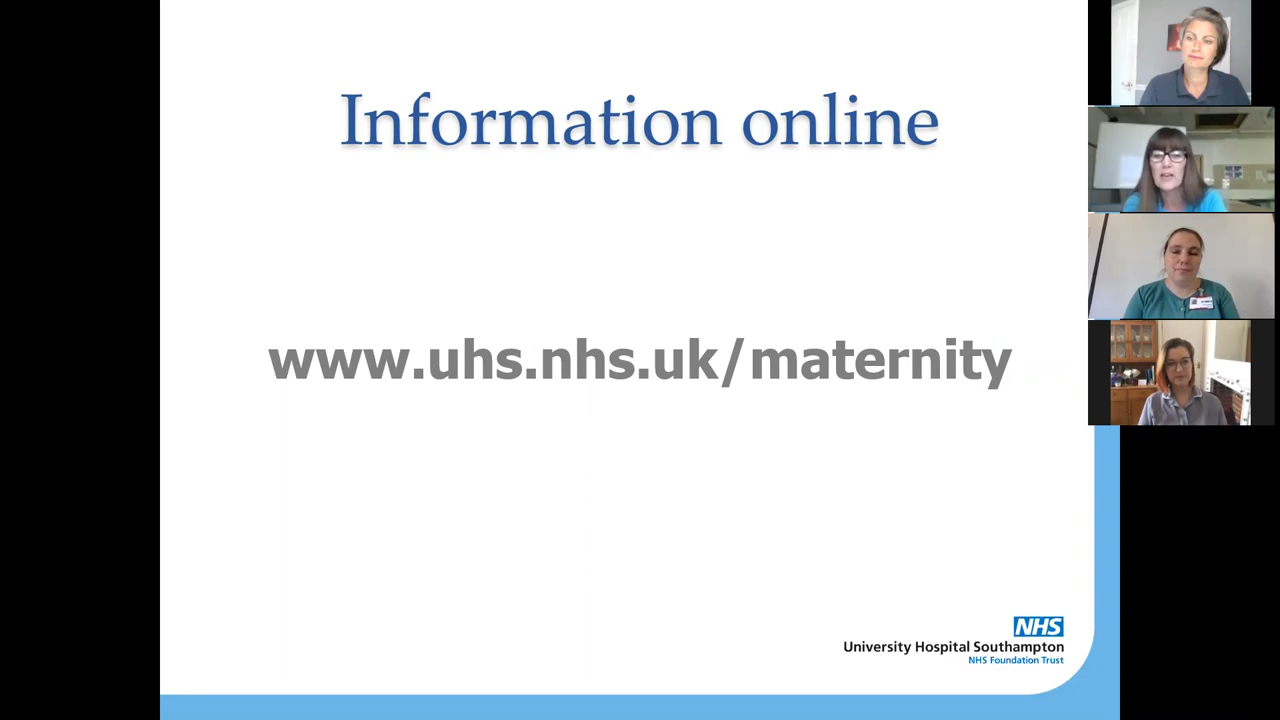 Information online
www.uhs.nhs.uk/maternity
NHS
University Hospital Southampton
NHS Foundation Trust